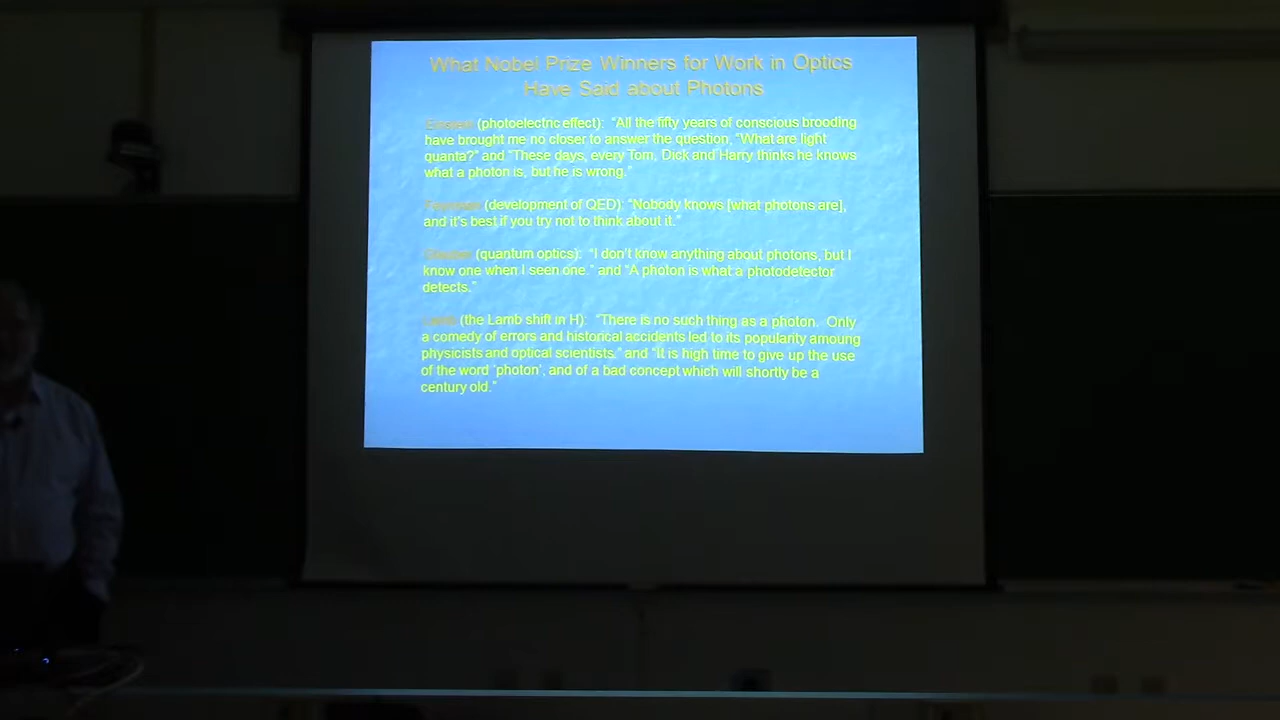 What Nobel Prize Winners for Work in Optics
Have Said about Photons
Einstein (photoelectric effect): “All the fifty years of conscious brooding
have brought me no closer to answer the question, “What are light
quanta?” and “These days, every Tom, Dick and Harry thinks he knows
what a photon is, but he is wrong.”
(development of QED): “Nobody knows [what photons are],
and it's best if you try not to think about it.”
(quantum optics): “I don't know anything about photons, but I
know one when I seen one.” and “A photon is what a photodetector
detects.”
Lamb (the Lamb shift in H): “There is no such thing as a photon. Only
a comedy of errors and historical accidents led to its popularity amoung
physicists and optical scientists.” and “It is high time to give up the use
of the word ‘photon’, and of a bad concept which will shortly be a
century old.”